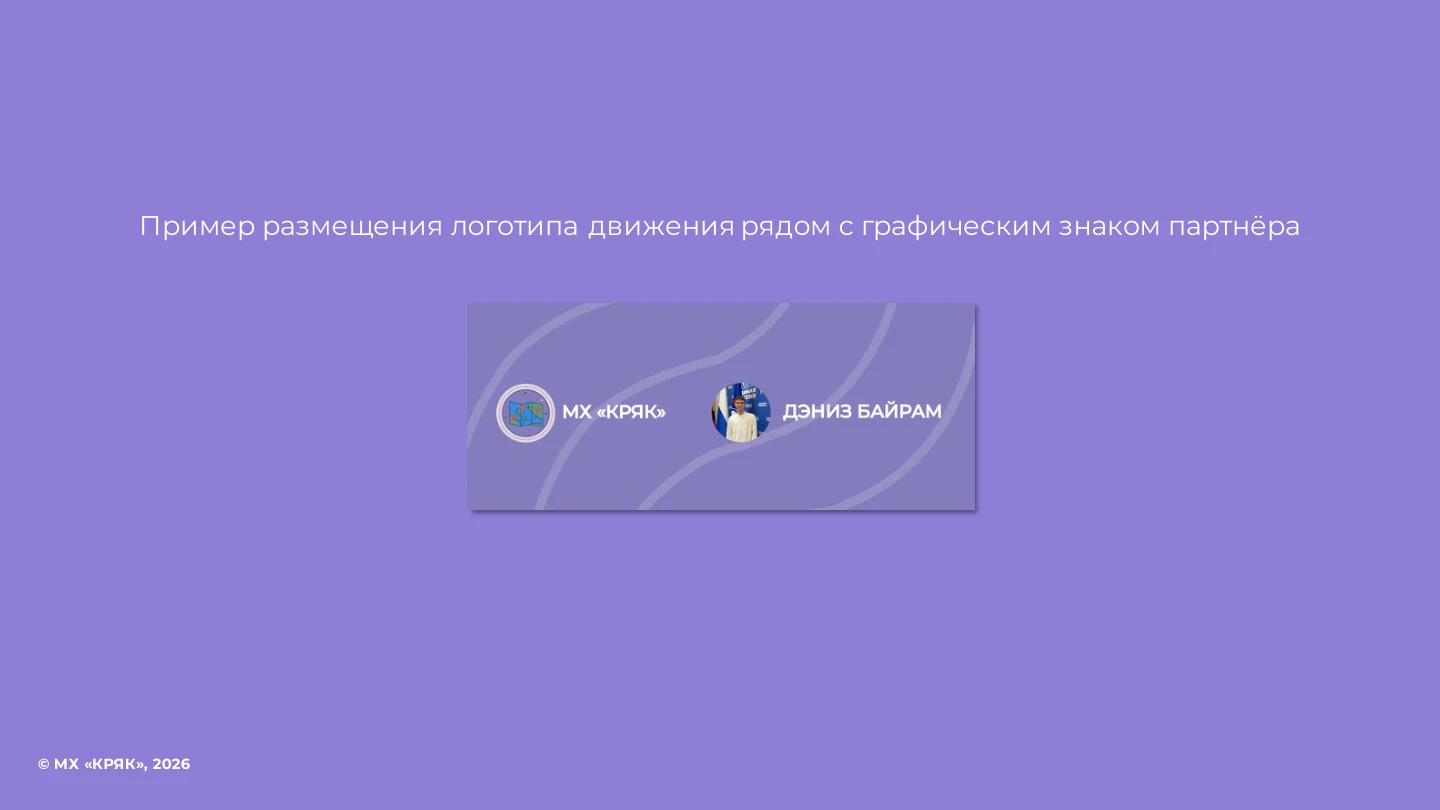 Пример размещения логотипа движения рядом с графическим знаком партнёра
МХ «КРЯК»
ДЭНИЗ БАЙРАМ
© МХ «КРЯК», 2026